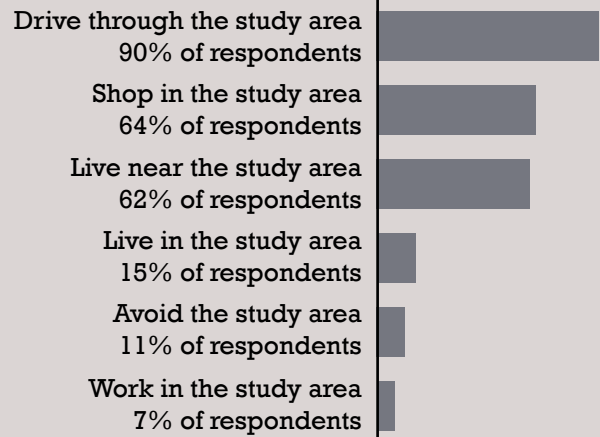 Drive through the study area
90% of respondents
Shop in the study area
64% of respondents
Live near the study area
62% of respondents
Live in the study area
15% of respondents
Avoid the study area
11% of respondents
Work in the study area
7% of respondents